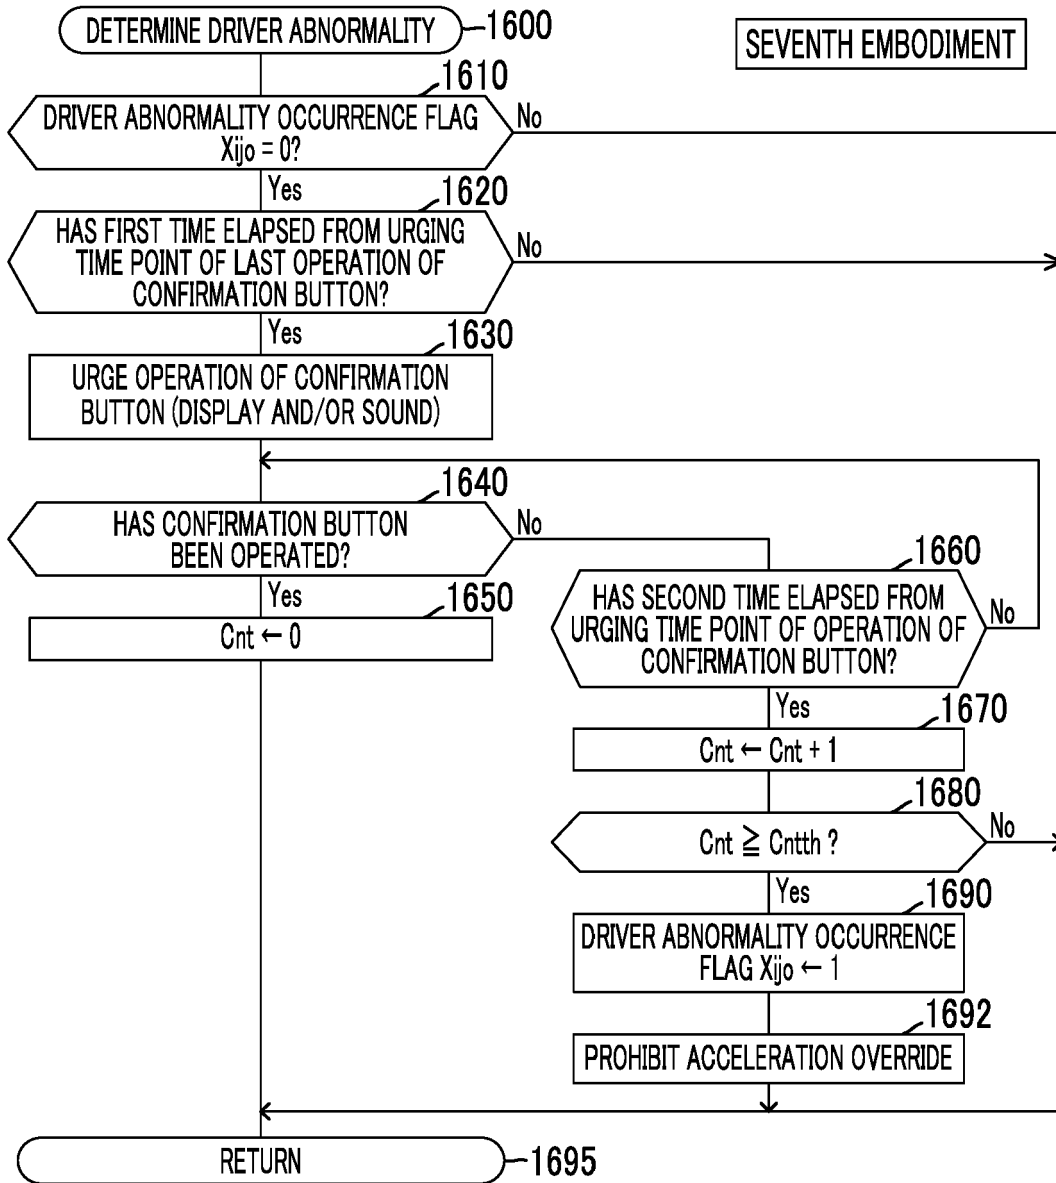 DETERMINE DRIVER ABNORMALITY
1600
SEVENTH EMBODIMENT
1610
DRIVER ABNORMALITY OCCURRENCE FLAG
Xijo = 0?
No
Yes
1620
HAS FIRST TIME ELAPSED FROM URGING
TIME POINT OF LAST OPERATION OF
CONFIRMATION BUTTON?
No
Yes
1630
URGE OPERATION OF CONFIRMATION
BUTTON (DISPLAY AND/OR SOUND)
1640
HAS CONFIRMATION BUTTON
BEEN OPERATED?
No
Yes
1650
Cnt ← 0
1660
HAS SECOND TIME ELAPSED FROM
URGING TIME POINT OF OPERATION OF
CONFIRMATION BUTTON?
No
Yes
1670
Cnt ← Cnt + 1
1680
Cnt ≧ Cntth ?
No
Yes
1690
DRIVER ABNORMALITY OCCURRENCE
FLAG Xijo ← 1
1692
PROHIBIT ACCELERATION OVERRIDE
RETURN
1695